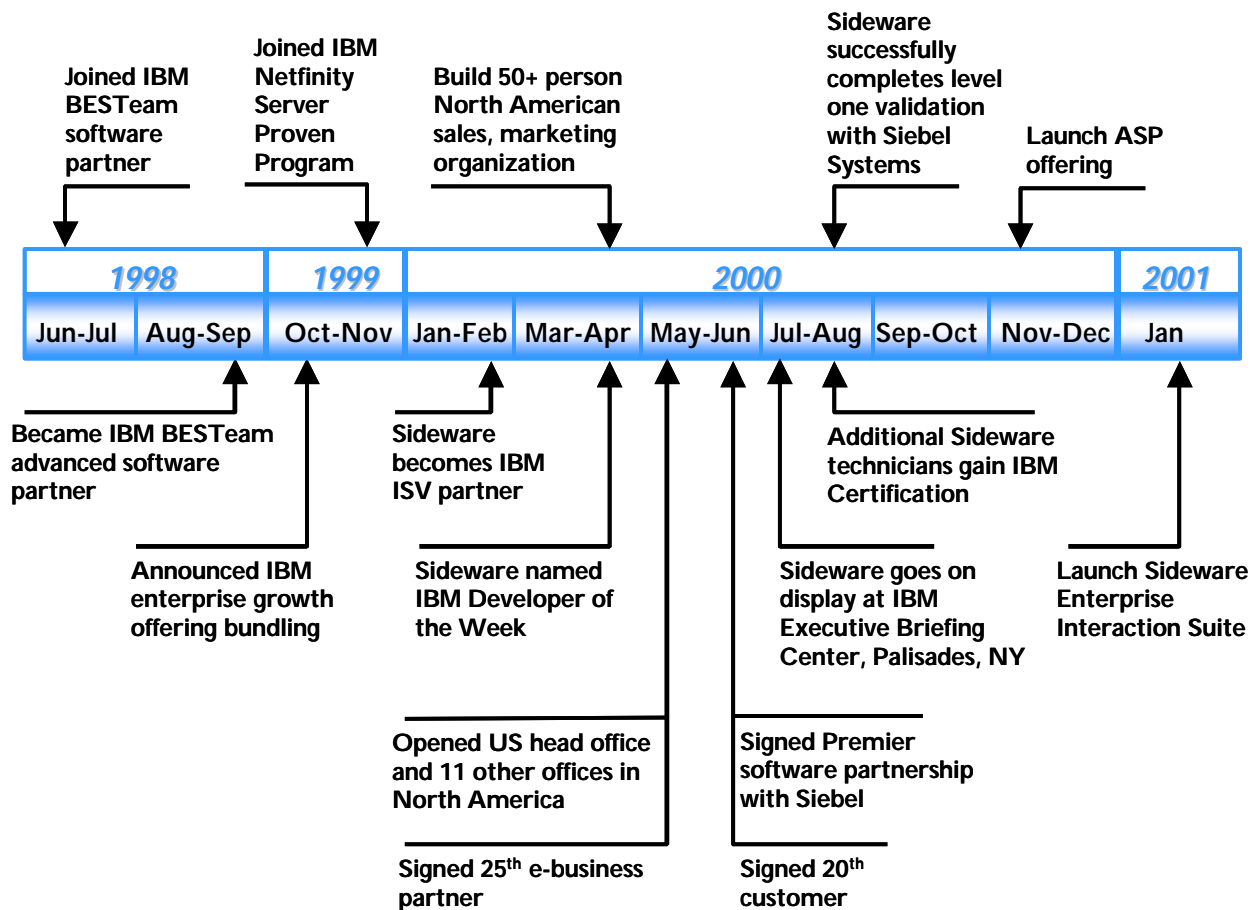 Joined IBM
BESTeam
software
partner
Joined IBM
Netfinity
Server
Proven
Program
Build 50+ person
North American
sales, marketing
organization
Sideware
successfully
completes level
one validation
with Siebel
Systems
Launch ASP
offering
1998
1999
2000
2001
Jun-Jul
Aug-Sep
Oct-Nov
Jan-Feb
Mar-Apr
May-Jun
Jul-Aug
Sep-Oct
Nov-Dec
Jan
Became IBM BESTeam
advanced software
partner
Sideware
becomes IBM
ISV partner
Additional Sideware
technicians gain IBM
Certification
Announced IBM
enterprise growth
offering bundling
Sideware named
IBM Developer of
the Week
Sideware goes on
display at IBM
Executive Briefing
Center, Palisades, NY
Launch Sideware
Enterprise
Interaction Suite
Opened US head office
and 11 other offices in
North America
Signed Premier
software partnership
with Siebel
Signed 25th e-business
partner
Signed 20th
customer